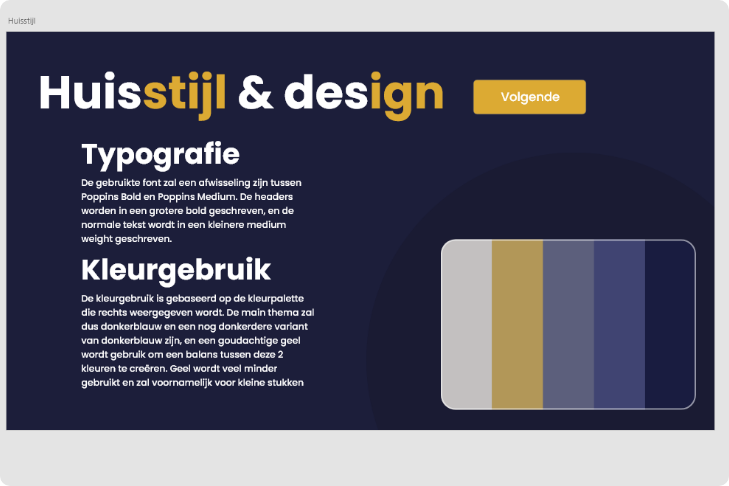 Huisstijl
Huisstijl & design
Volgende
Typografie
De gebruikte font zal een afwisseling zijn tussen
Poppins Bold en Poppins Medium. De headers
worden in een grotere bold geschreven, en de
normale tekst wordt in een kleinere medium
weight geschreven.
Kleurgebruik
De kleurgebruik is gebaseerd op de kleurpalette
die rechts weergegeven wordt. De main thema zal
dus donkerblauw en een nog donkerdere variant
van donkerblauw zijn, en een goudachtige geel
wordt gebruik om een balans tussen deze 2
kleuren te creëren. Geel wordt veel minder
gebruikt en zal voornamelijk voor kleine stukken